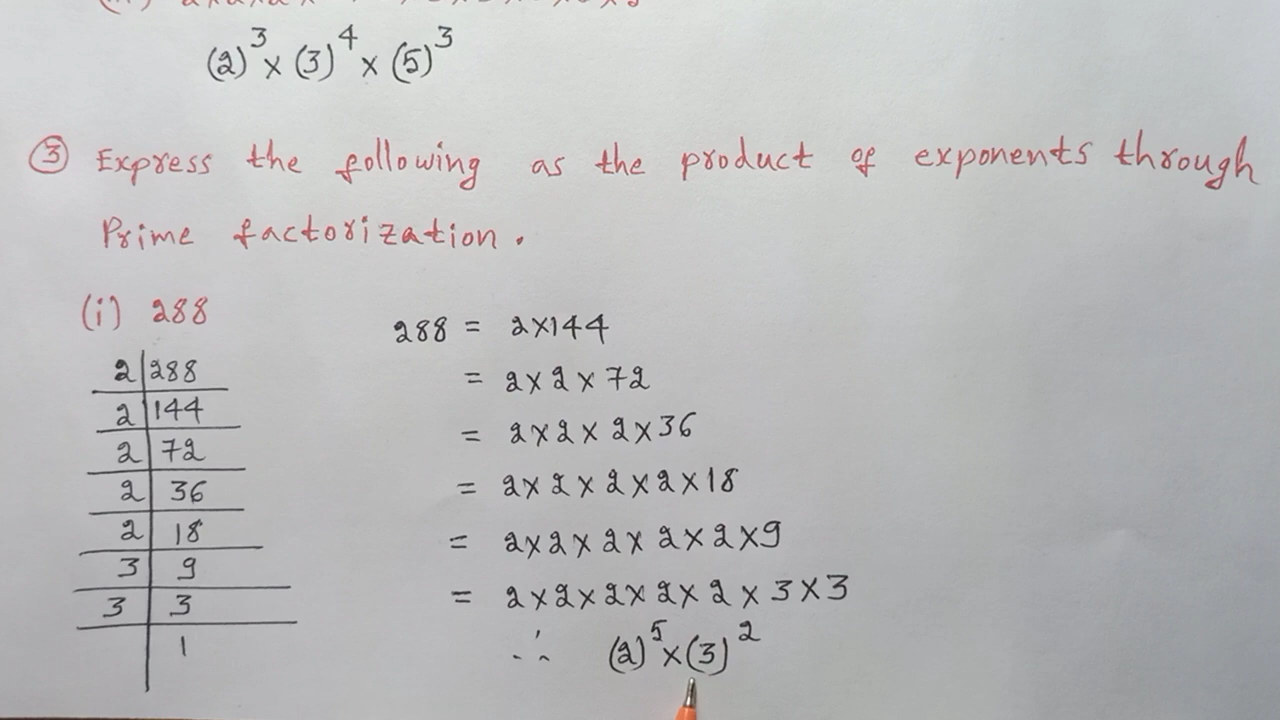 (2)³ × (3)⁴ × (5)³
③ Express the following as the product of exponents through
Prime factorization.
(i) 288
2 | 288
2 | 144
2 | 72
2 | 36
2 | 18
3 | 9
3 | 3
1
288 = 2×144
= 2×2×72
= 2×2×2×36
= 2×2×2×2×18
= 2×2×2×2×2×9
= 2×2×2×2×2×3×3
∴ (2)⁵×(3)²